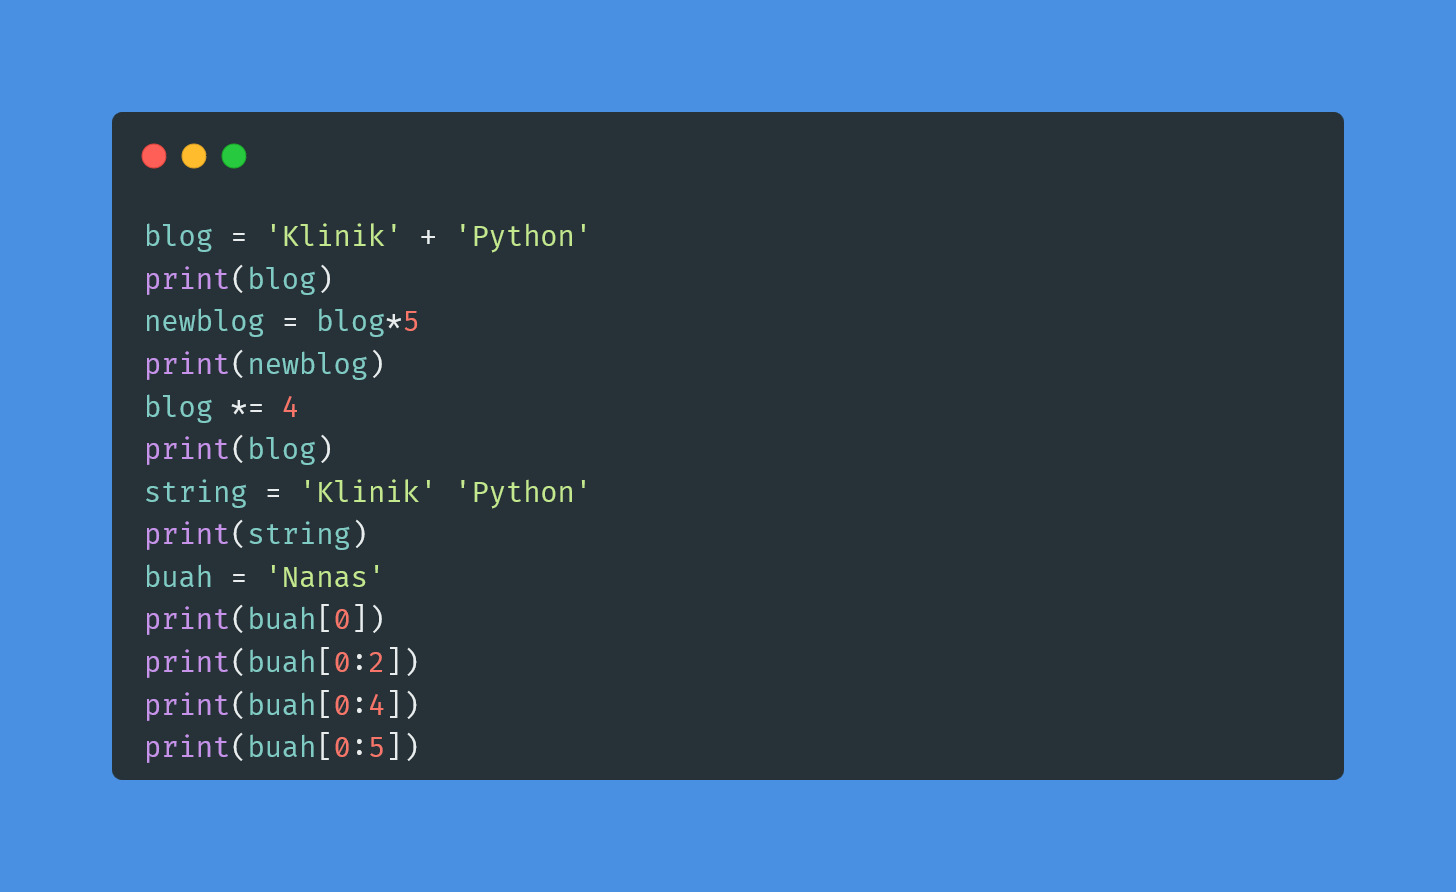 blog = 'Klinik' + 'Python'
print(blog)
newblog = blog*5
print(newblog)
blog *= 4
print(blog)
string = 'Klinik' 'Python'
print(string)
buah = 'Nanas'
print(buah[0])
print(buah[0:2])
print(buah[0:4])
print(buah[0:5])